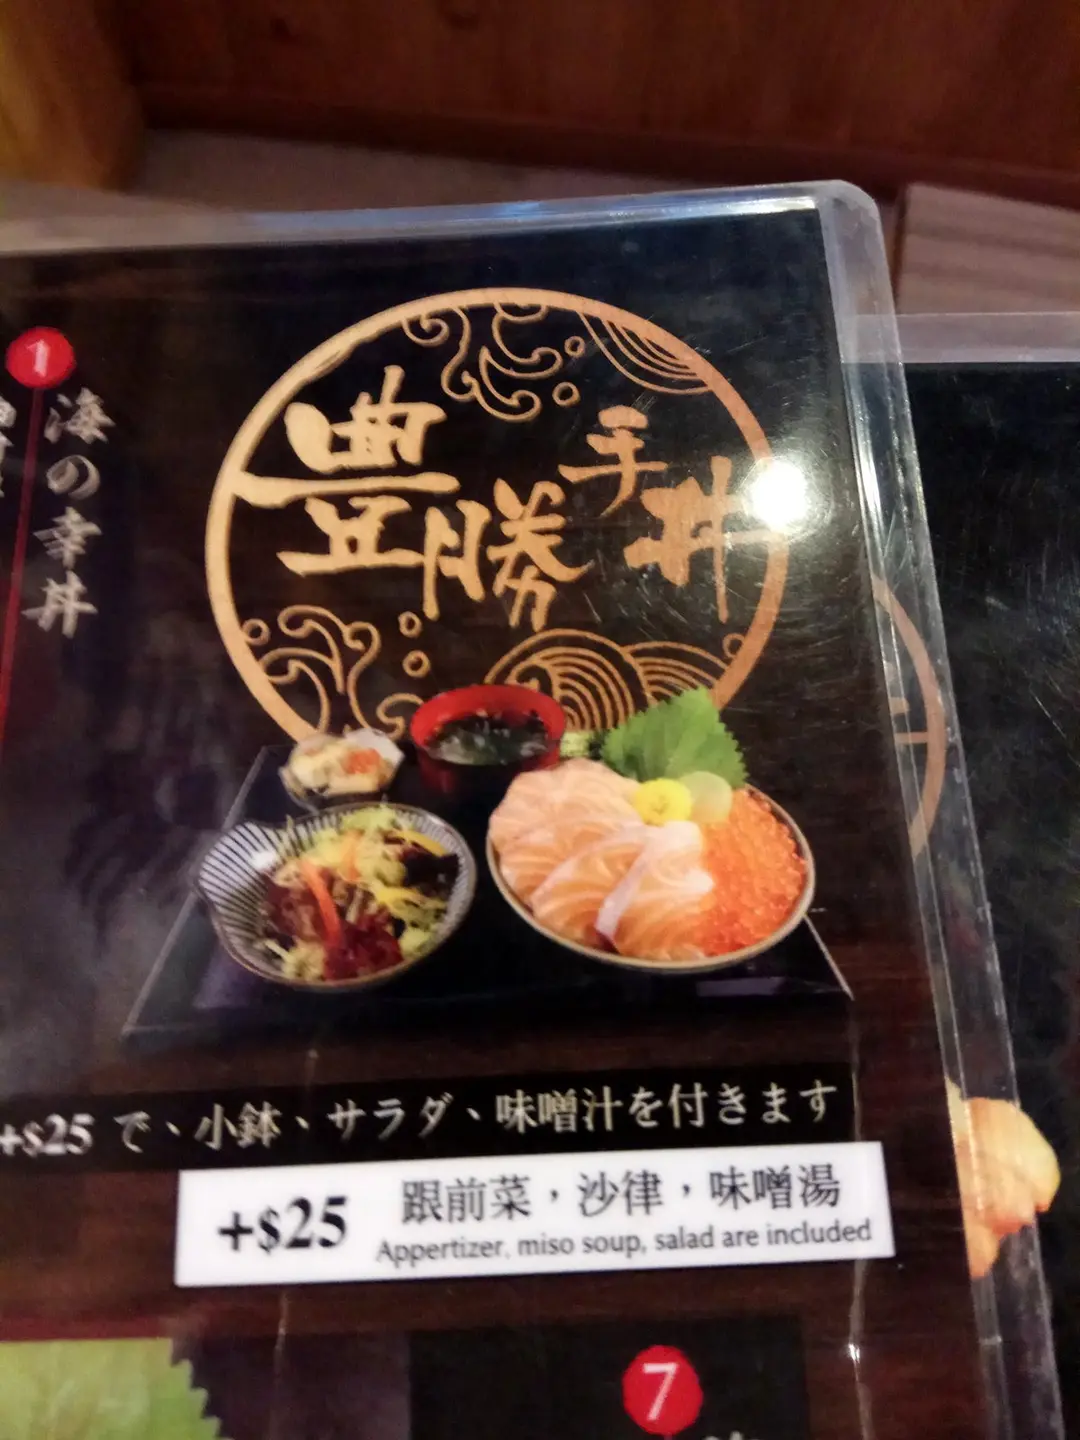 1
海の幸丼
豊勝手丼
+$25 で、小鉢、サラダ、味噌汁を付きます
+$25
跟前菜，沙律，味噌湯
Appertizer, miso soup, salad are included
7